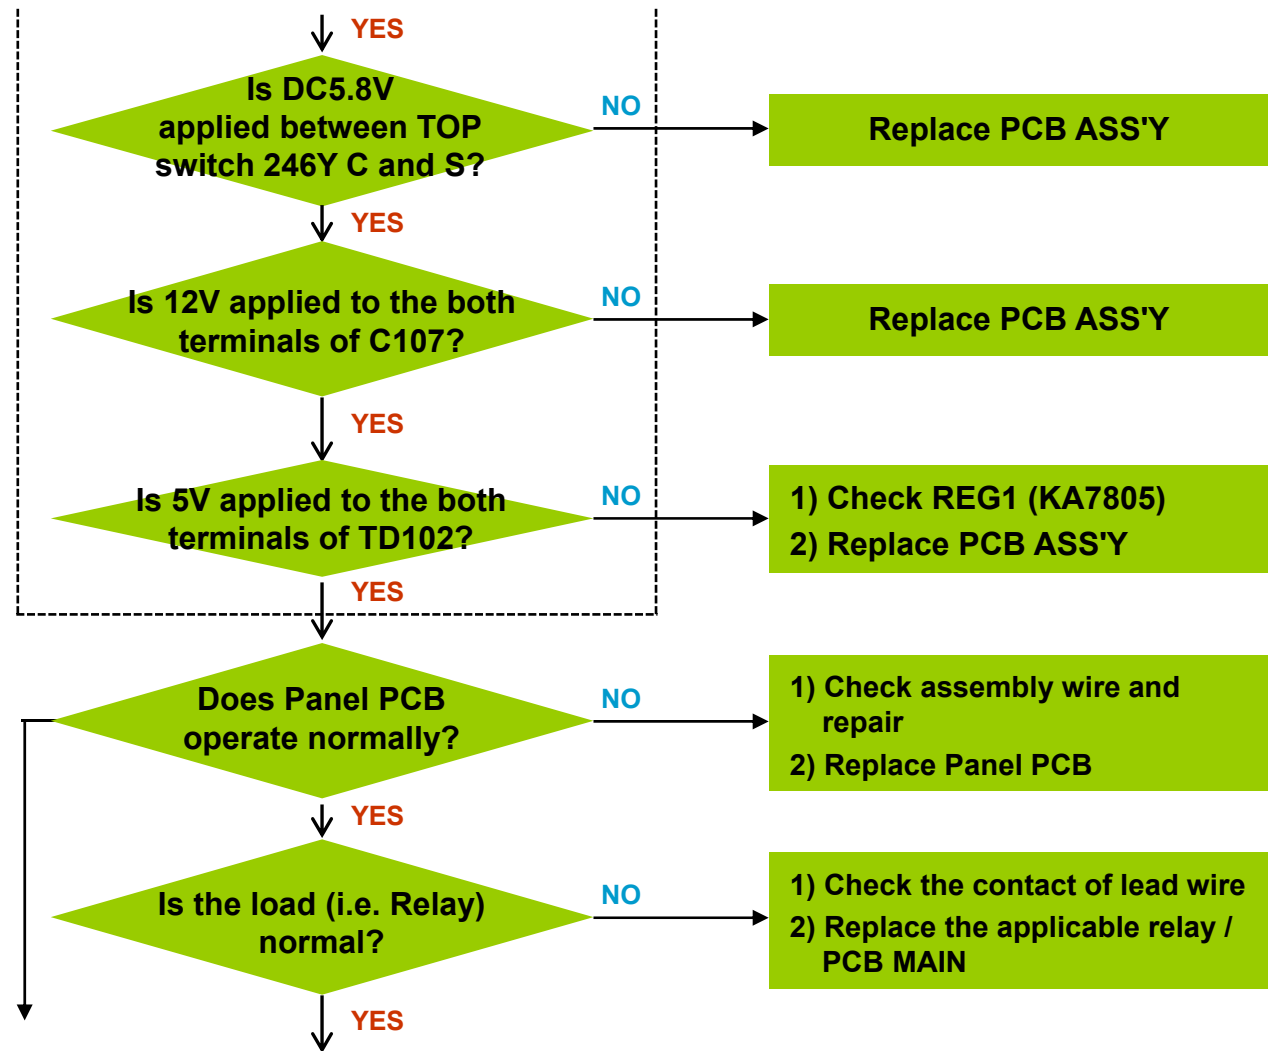 YES
Is DC5.8V
applied between TOP
switch 246Y C and S?
NO
Replace PCB ASS'Y
YES
Is 12V applied to the both
terminals of C107?
NO
Replace PCB ASS'Y
YES
Is 5V applied to the both
terminals of TD102?
NO
1) Check REG1 (KA7805)
2) Replace PCB ASS'Y
YES
Does Panel PCB
operate normally?
NO
1) Check assembly wire and
repair
2) Replace Panel PCB
YES
Is the load (i.e. Relay)
normal?
NO
1) Check the contact of lead wire
2) Replace the applicable relay /
PCB MAIN
YES